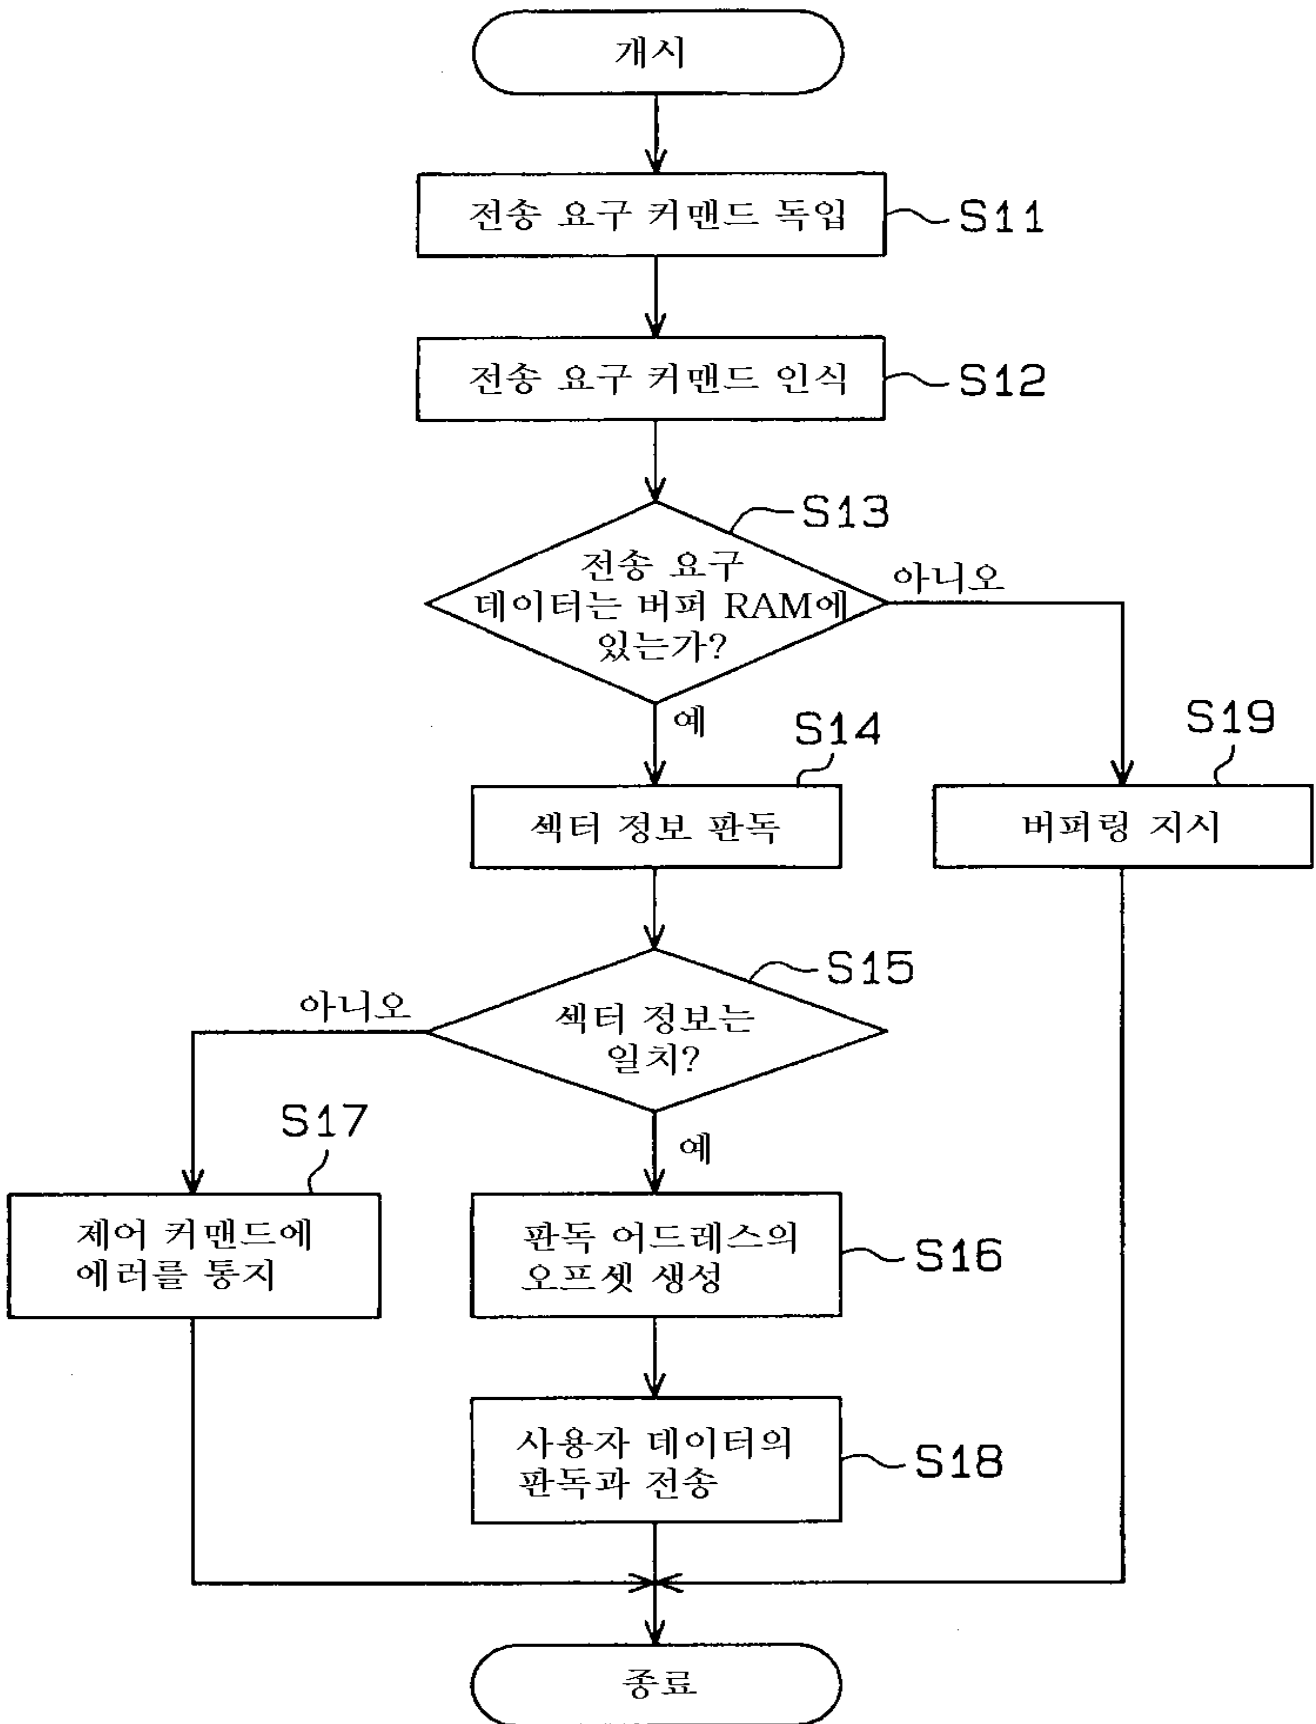 개시
전송 요구 커맨드 독입
S11
전송 요구 커맨드 인식
S12
S13
전송 요구
데이터는 버퍼 RAM에
있는가?
아니오
예
S14
S19
섹터 정보 판독
버퍼링 지시
S15
아니오
섹터 정보는
일치?
예
S17
제어 커맨드에
에러를 통지
판독 어드레스의
오프셋 생성
S16
사용자 데이터의
판독과 전송
S18
종료